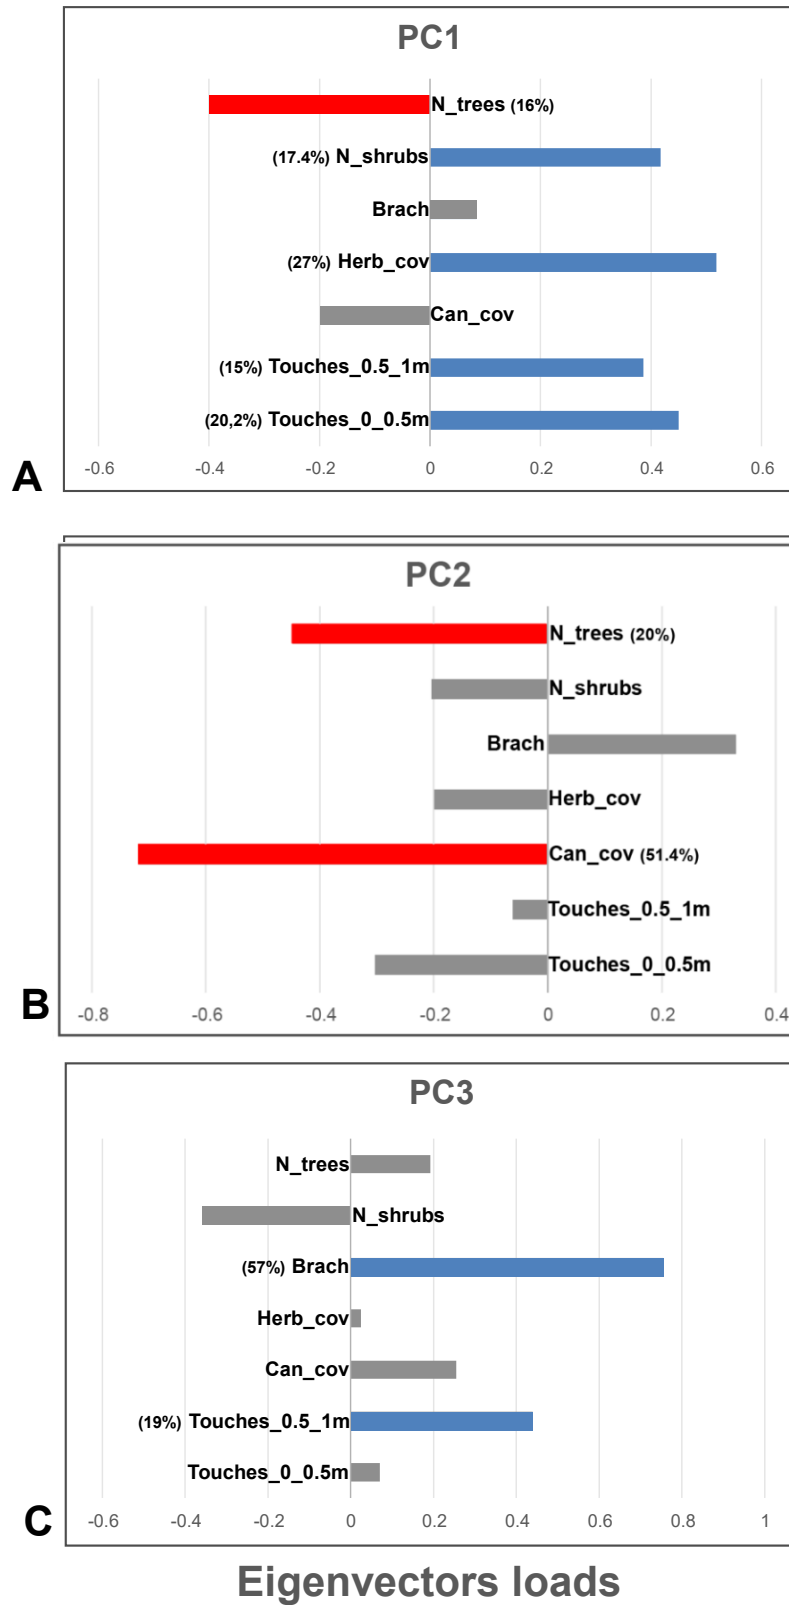 PC1
N_trees (16%)
(17.4%) N_shrubs
Brach
(27%) Herb_cov
Can_cov
(15%) Touches_0.5_1m
(20,2%) Touches_0_0.5m
-0.6 -0.4 -0.2 0 0.2 0.4 0.6
A
PC2
N_trees (20%)
N_shrubs
Brach
Herb_cov
Can_cov (51.4%)
Touches_0.5_1m
Touches_0_0.5m
-0.8 -0.6 -0.4 -0.2 0 0.2 0.4
B
PC3
N_trees
N_shrubs
(57%) Brach
Herb_cov
Can_cov
(19%) Touches_0.5_1m
Touches_0_0.5m
-0.6 -0.4 -0.2 0 0.2 0.4 0.6 0.8 1
C
Eigenvectors loads